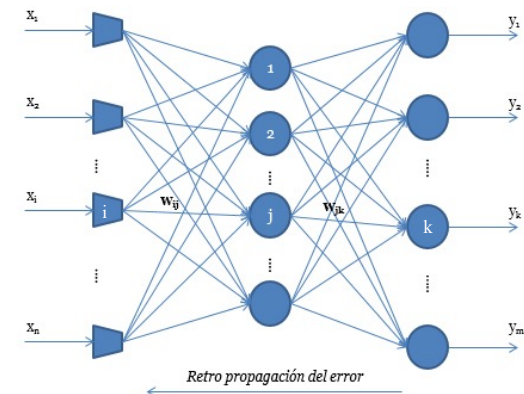 x₁
y₁
1
x₂
y₂
2
xᵢ
i
wᵢⱼ
j
wⱼₖ
k
yₖ
xₙ
yₘ
Retro propagación del error